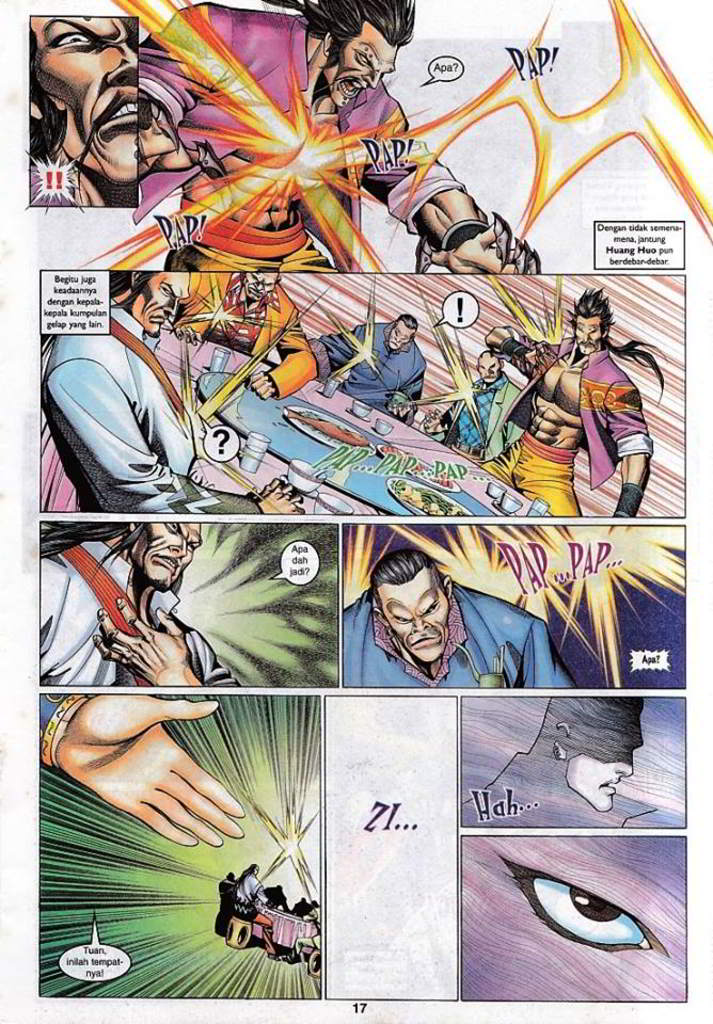 PAP!
Apa?
!!
PAP!
PAP!
Dengan tidak semena-
mena, jantung
Huang Huo pun
berdebar-debar.
Begitu juga
keadaannya
dengan kepala-
kepala kumpulan
gelap yang lain.
!
?
PAP...PAP...PAP...
Apa
dah
jadi?
PAP...PAP...
Apa?
Tuan,
inilah tempat-
nya!
ZI...
Hah...
17